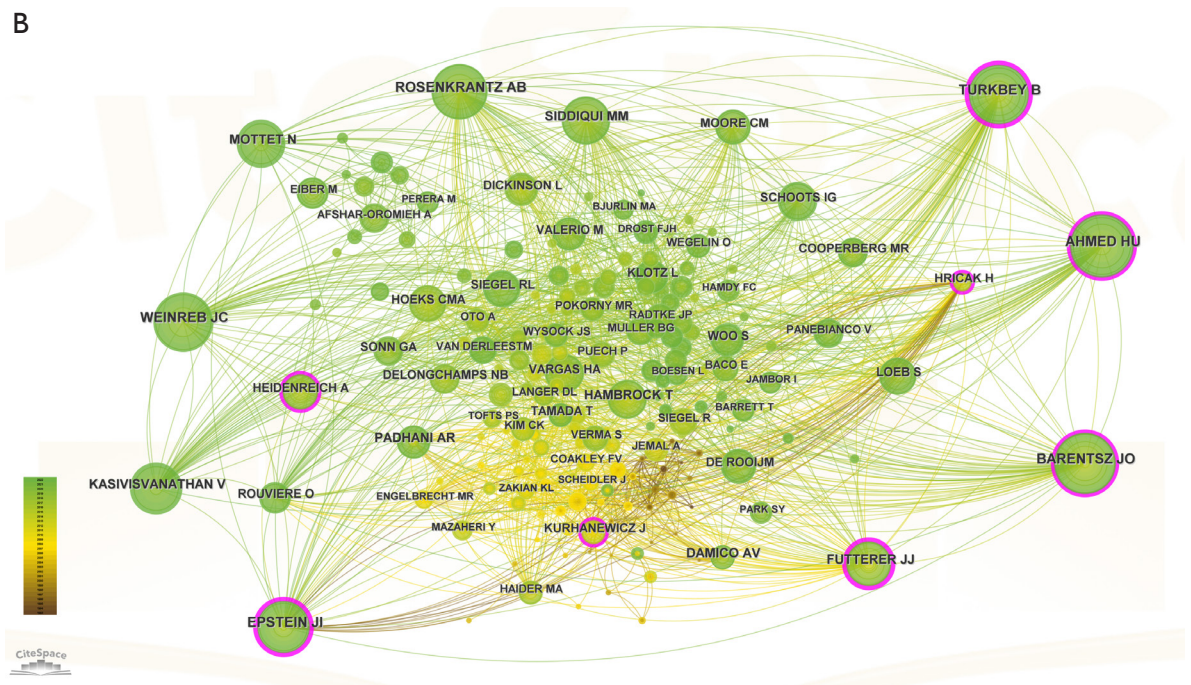 B
ROSENKRANTZ AB
TURKBEY B
SIDDIQUI MM
MOORE CM
MOTTET N
EIBER M
PERERA M
AFSHAR-OROMIEH A
DICKINSON L
BJURLIN MA
SCHOOTS IG
VALERIO M
DROST FJH
WEGELIN O
COOPERBERG MR
AHMED HU
KLOTZ L
HRICAK H
SIEGEL RL
HAMDY FC
HOEKS CMA
POKORNY MR
OTO A
RADTKE JP
WEINREB JC
WYSOCK JS
MULLER BG
PANEBIANCO V
SONN GA
VAN DERLEESTM
PUECH P
WOO S
BACO E
HEIDENREICH A
DELONGCHAMPS NB
VARGAS HA
BOESEN L
LOEB S
JAMBOR I
LANGER DL
HAMBROCK T
TOFTS PS
TAMADA T
SIEGEL R
BARRETT T
KIM CK
PADHANI AR
VERMA S
JEMAL A
COAKLEY FV
DE ROOIJM
BARENTSZ JO
SCHEIDLER J
KASIVISVANATHAN V
ROUVIERE O
ENGELBRECHT MR
ZAKIAN KL
PARK SY
MAZAHERI Y
KURHANEWICZ J
DAMICO AV
FUTTERER JJ
HAIDER MA
EPSTEIN JI
CiteSpace